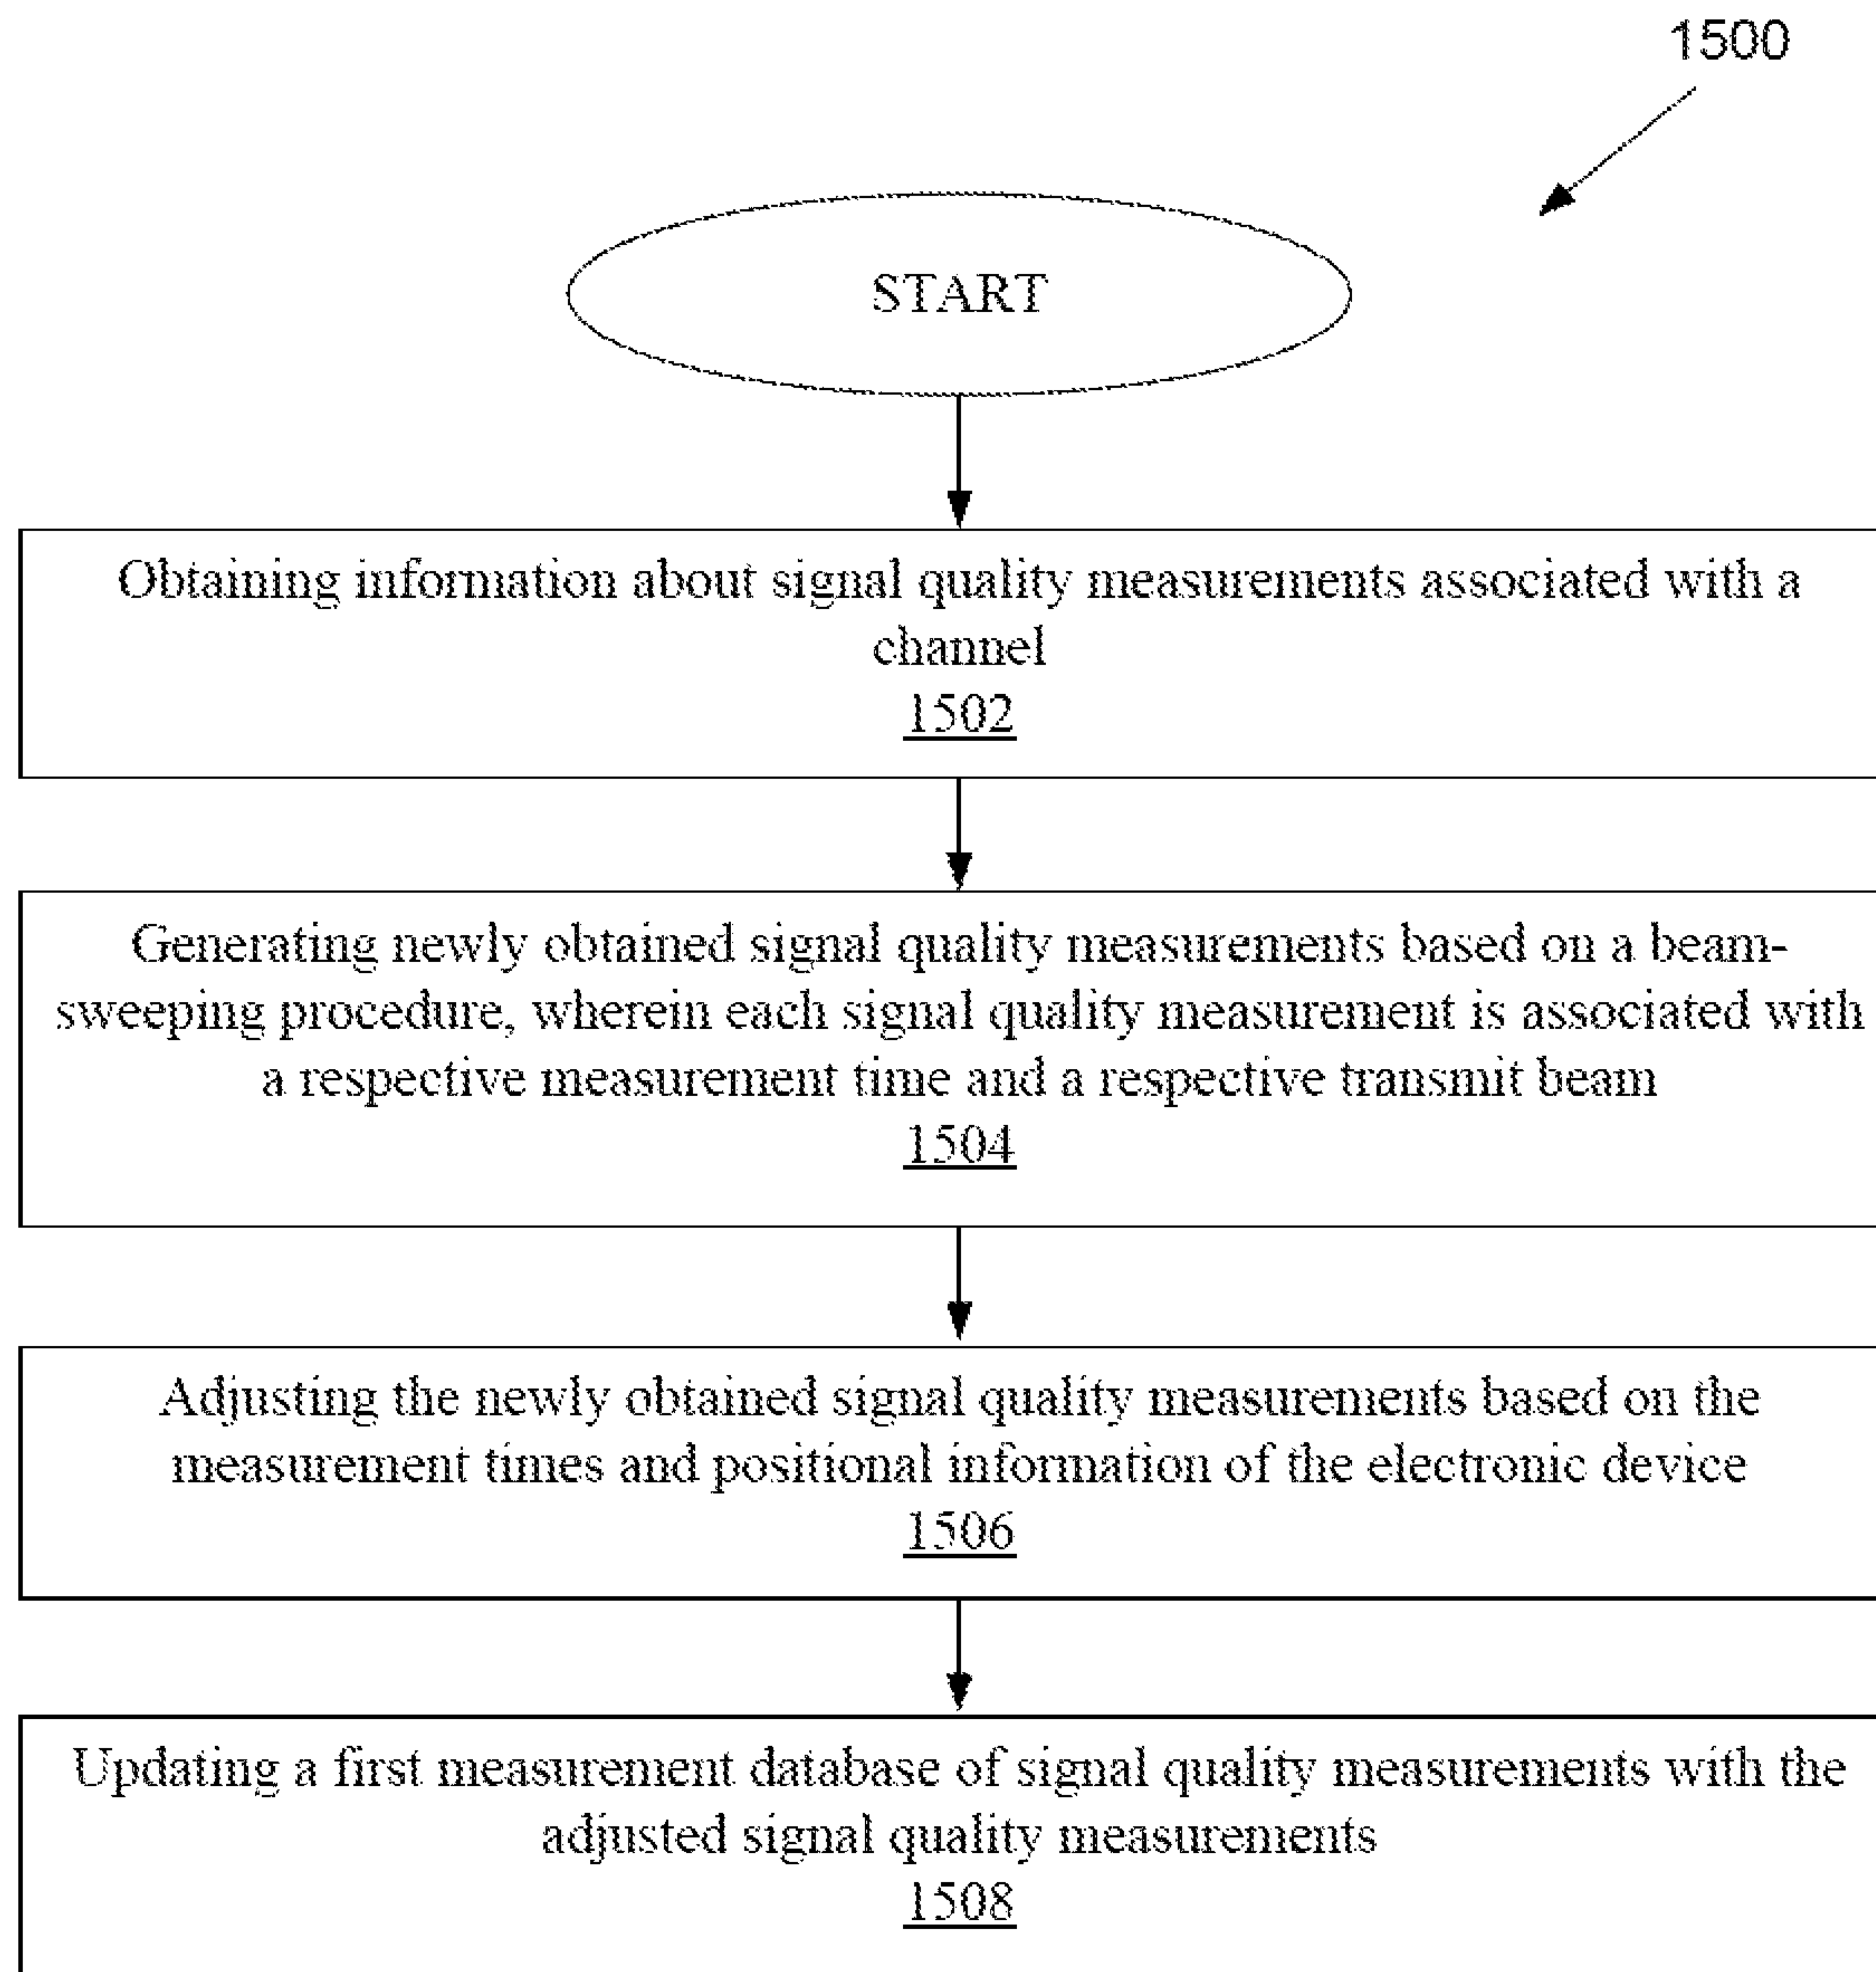 1500
START
Obtaining information about signal quality measurements associated with a
channel
1502
Generating newly obtained signal quality measurements based on a beam-
sweeping procedure, wherein each signal quality measurement is associated with
a respective measurement time and a respective transmit beam
1504
Adjusting the newly obtained signal quality measurements based on the
measurement times and positional information of the electronic device
1506
Updating a first measurement database of signal quality measurements with the
adjusted signal quality measurements
1508